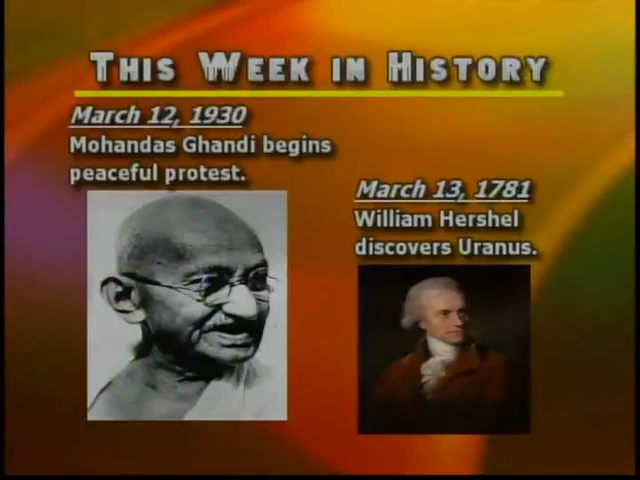 THIS WEEK IN HISTORY
March 12, 1930
Mohandas Ghandi begins
peaceful protest.
March 13, 1781
William Hershel
discovers Uranus.